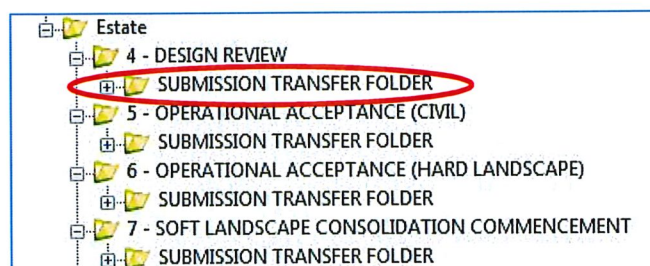 Estate
4 - DESIGN REVIEW
SUBMISSION TRANSFER FOLDER
5 - OPERATIONAL ACCEPTANCE (CIVIL)
SUBMISSION TRANSFER FOLDER
6 - OPERATIONAL ACCEPTANCE (HARD LANDSCAPE)
SUBMISSION TRANSFER FOLDER
7 - SOFT LANDSCAPE CONSOLIDATION COMMENCEMENT
SUBMISSION TRANSFER FOLDER